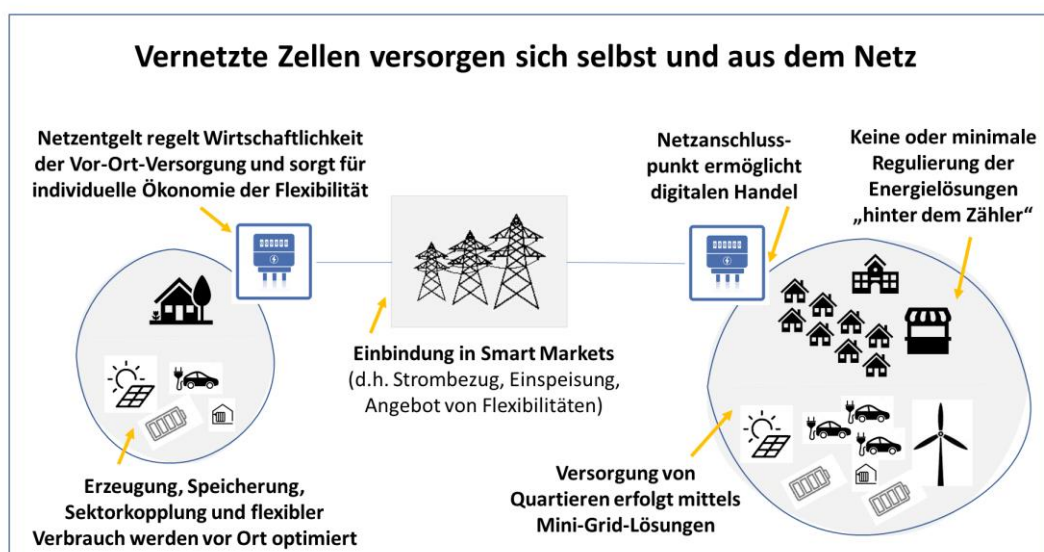 Vernetzte Zellen versorgen sich selbst und aus dem Netz
Netzentgelt regelt Wirtschaftlichkeit
der Vor-Ort-Versorgung und sorgt für
individuelle Ökonomie der Flexibilität
Netzanschluss-
punkt ermöglicht
digitalen Handel
Keine oder minimale
Regulierung der
Energielösungen
„hinter dem Zähler“
Einbindung in Smart Markets
(d.h. Strombezug, Einspeisung,
Angebot von Flexibilitäten)
Erzeugung, Speicherung,
Sektorkopplung und flexibler
Verbrauch werden vor Ort optimiert
Versorgung von
Quartieren erfolgt mittels
Mini-Grid-Lösungen